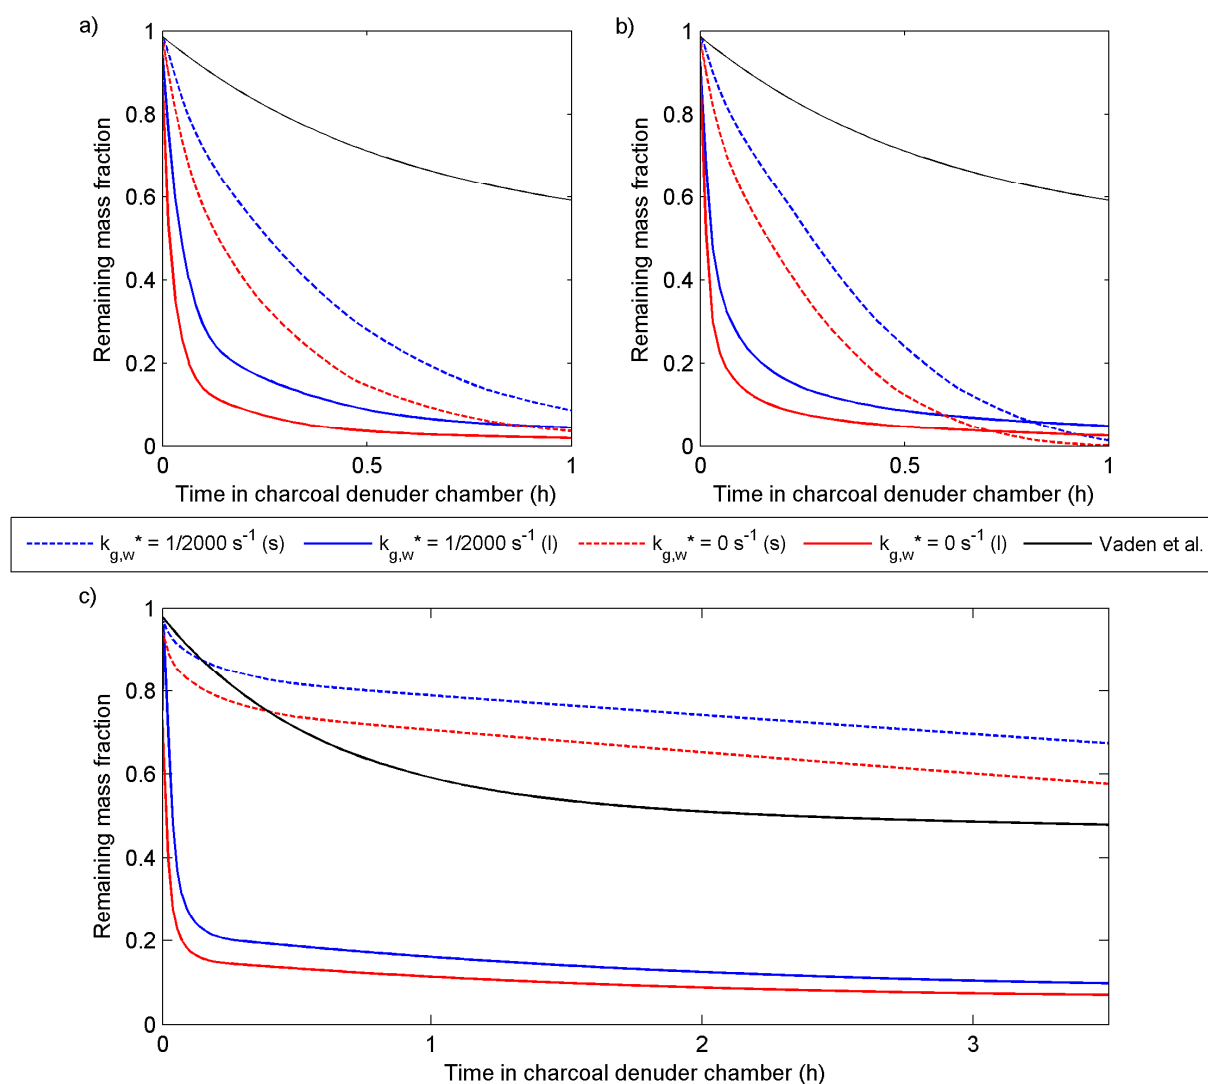 a)
1
0.8
0.6
0.4
0.2
0
0
0.5
1
Remaining mass fraction
Time in charcoal denuder chamber (h)
b)
1
0.8
0.6
0.4
0.2
0
0
0.5
1
Remaining mass fraction
Time in charcoal denuder chamber (h)
k_{g,w}* = 1/2000 s^{-1} (s) k_{g,w}* = 1/2000 s^{-1} (l) k_{g,w}* = 0 s^{-1} (s) k_{g,w}* = 0 s^{-1} (l) Vaden et al.
c)
1
0.8
0.6
0.4
0.2
0
0
1
2
3
Remaining mass fraction
Time in charcoal denuder chamber (h)